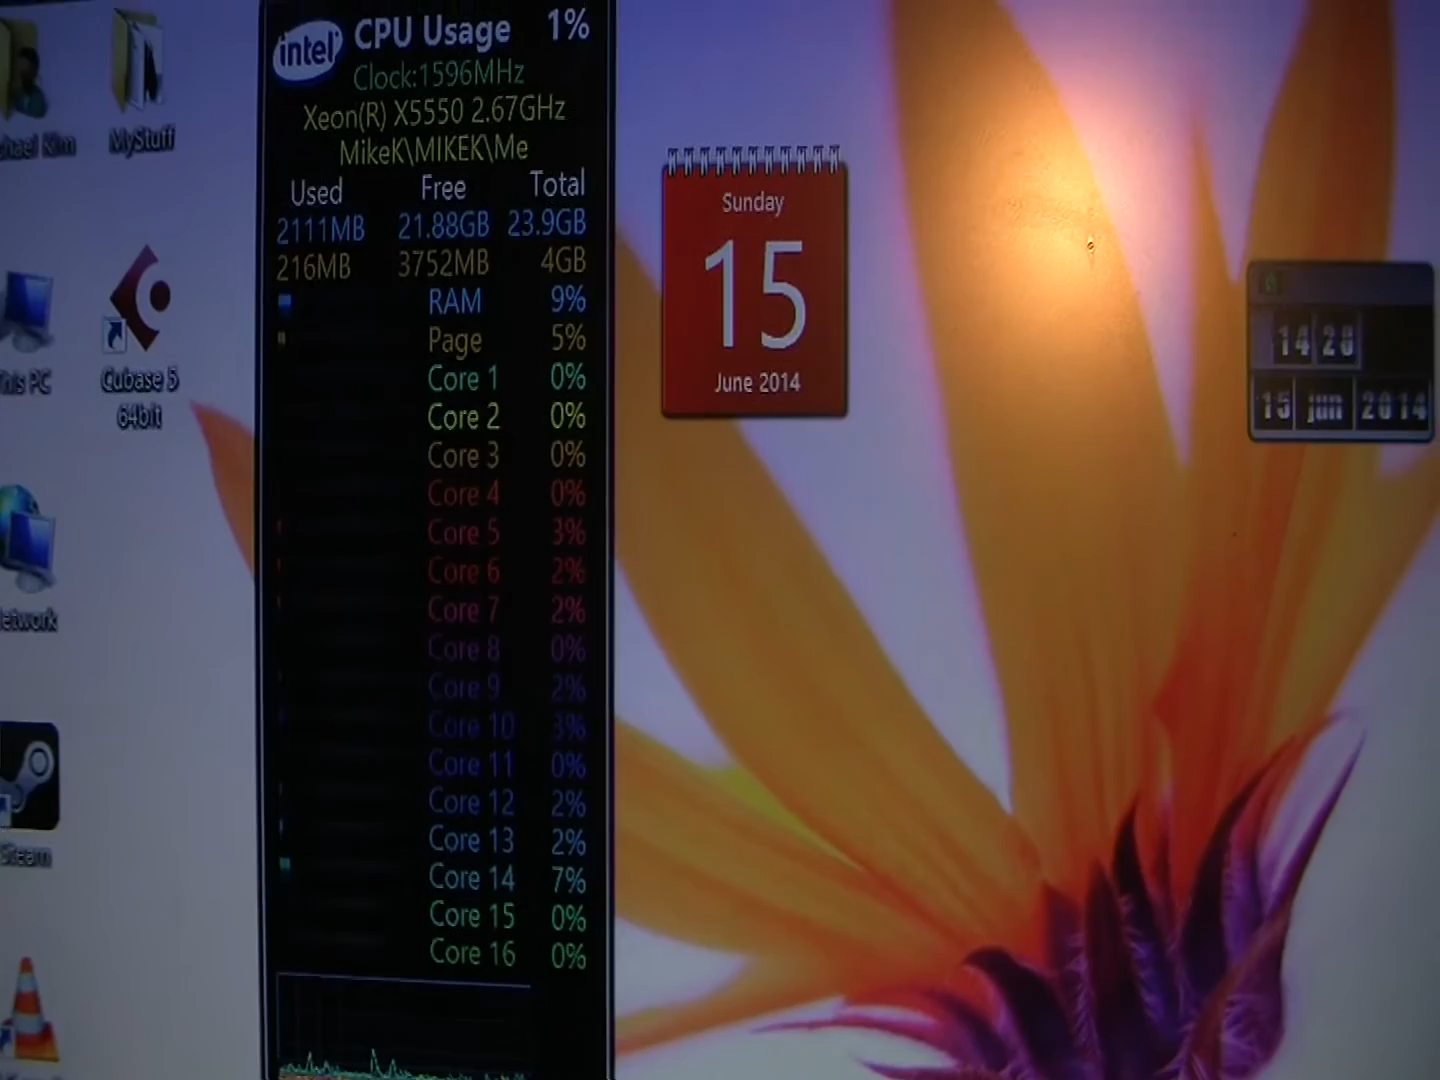 MyStuff
This PC
Cubase 5
64bit
Steam
intel
CPU Usage 1%
Clock:1596MHz
Xeon(R) X5550 2.67GHz
MikeK\MIKEK\Me
Used Free Total
2111MB 21.88GB 23.9GB
216MB 3752MB 4GB
RAM 9%
Page 5%
Core 1 0%
Core 2 0%
Core 3 0%
Core 4 0%
Core 5 3%
Core 6 2%
Core 7 2%
Core 8 0%
Core 9 2%
Core 10 3%
Core 11 0%
Core 12 2%
Core 13 2%
Core 14 7%
Core 15 0%
Core 16 0%
Sunday
15
June 2014
14 28
15 jun 2014